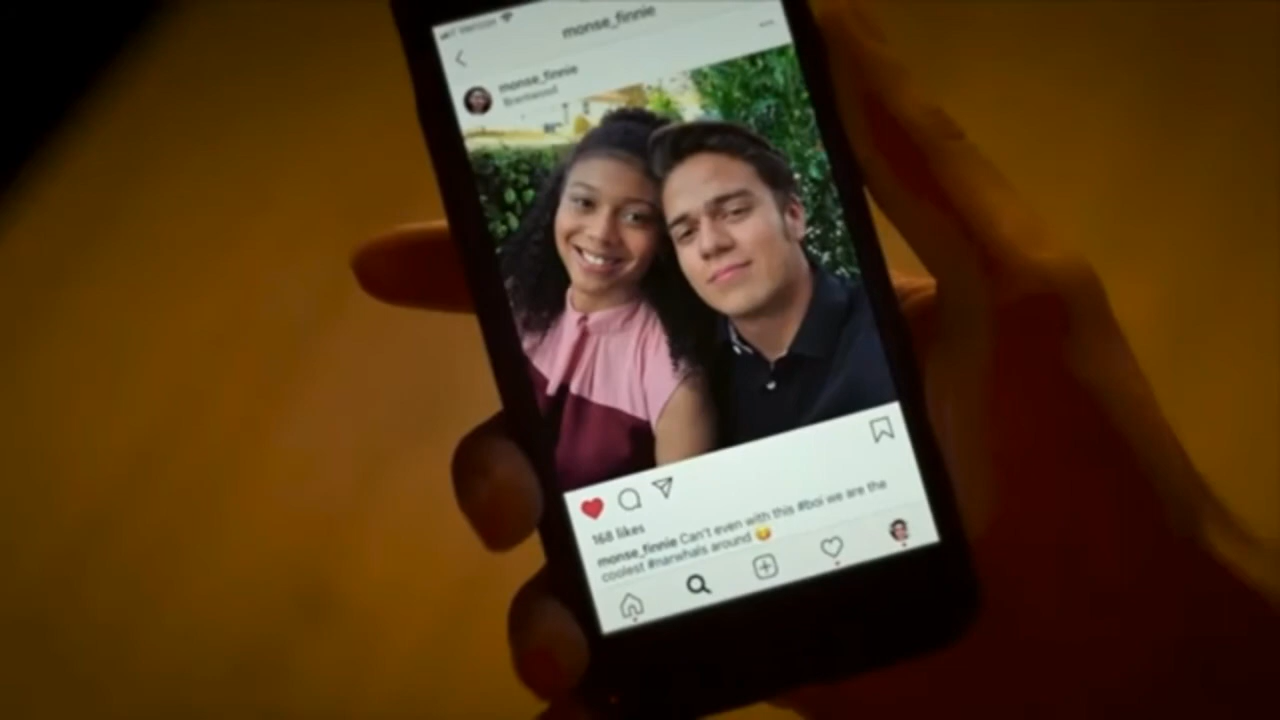 monse_finnie
monse_finnie
Brentwood
168 likes
monse_finnie Can't even with this #boi we are the
coolest #narwhals around 😝